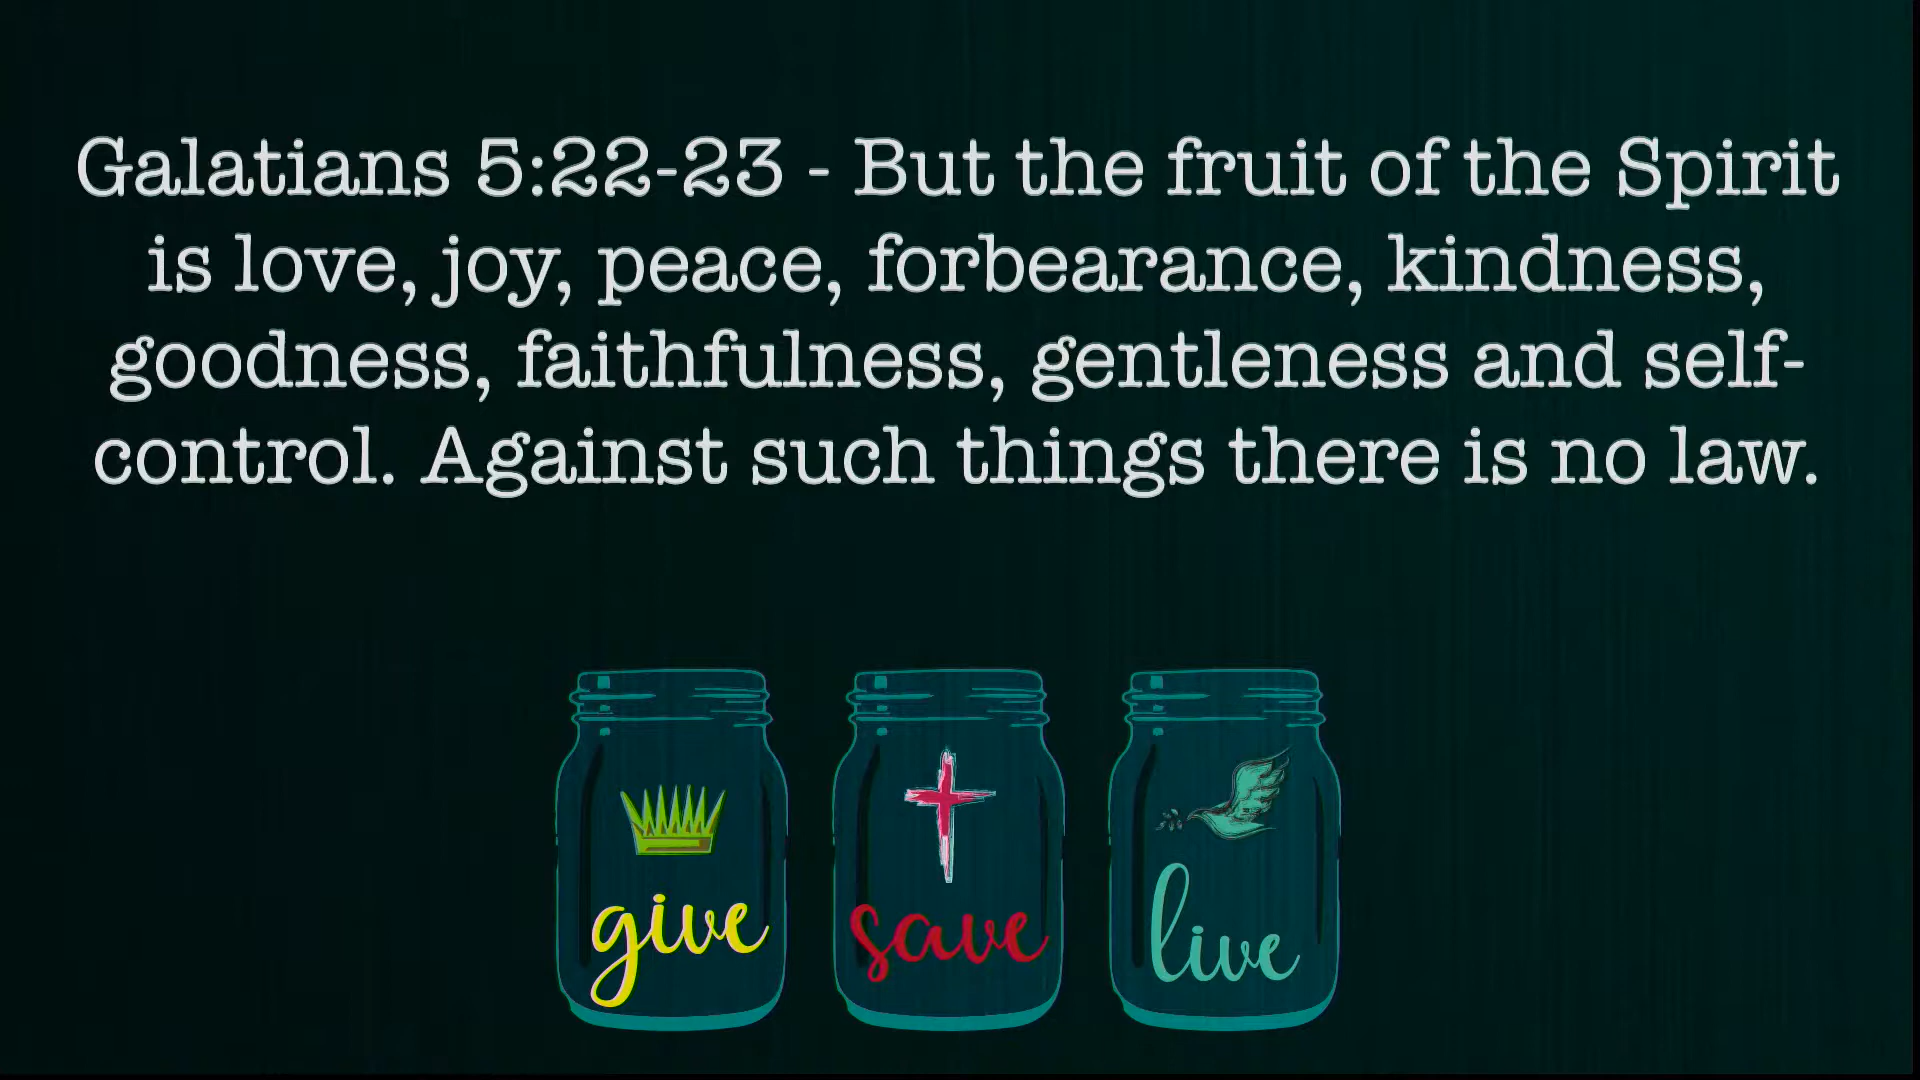 Galatians 5:22-23 - But the fruit of the Spirit
is love, joy, peace, forbearance, kindness,
goodness, faithfulness, gentleness and self-
control. Against such things there is no law.
give
save
live